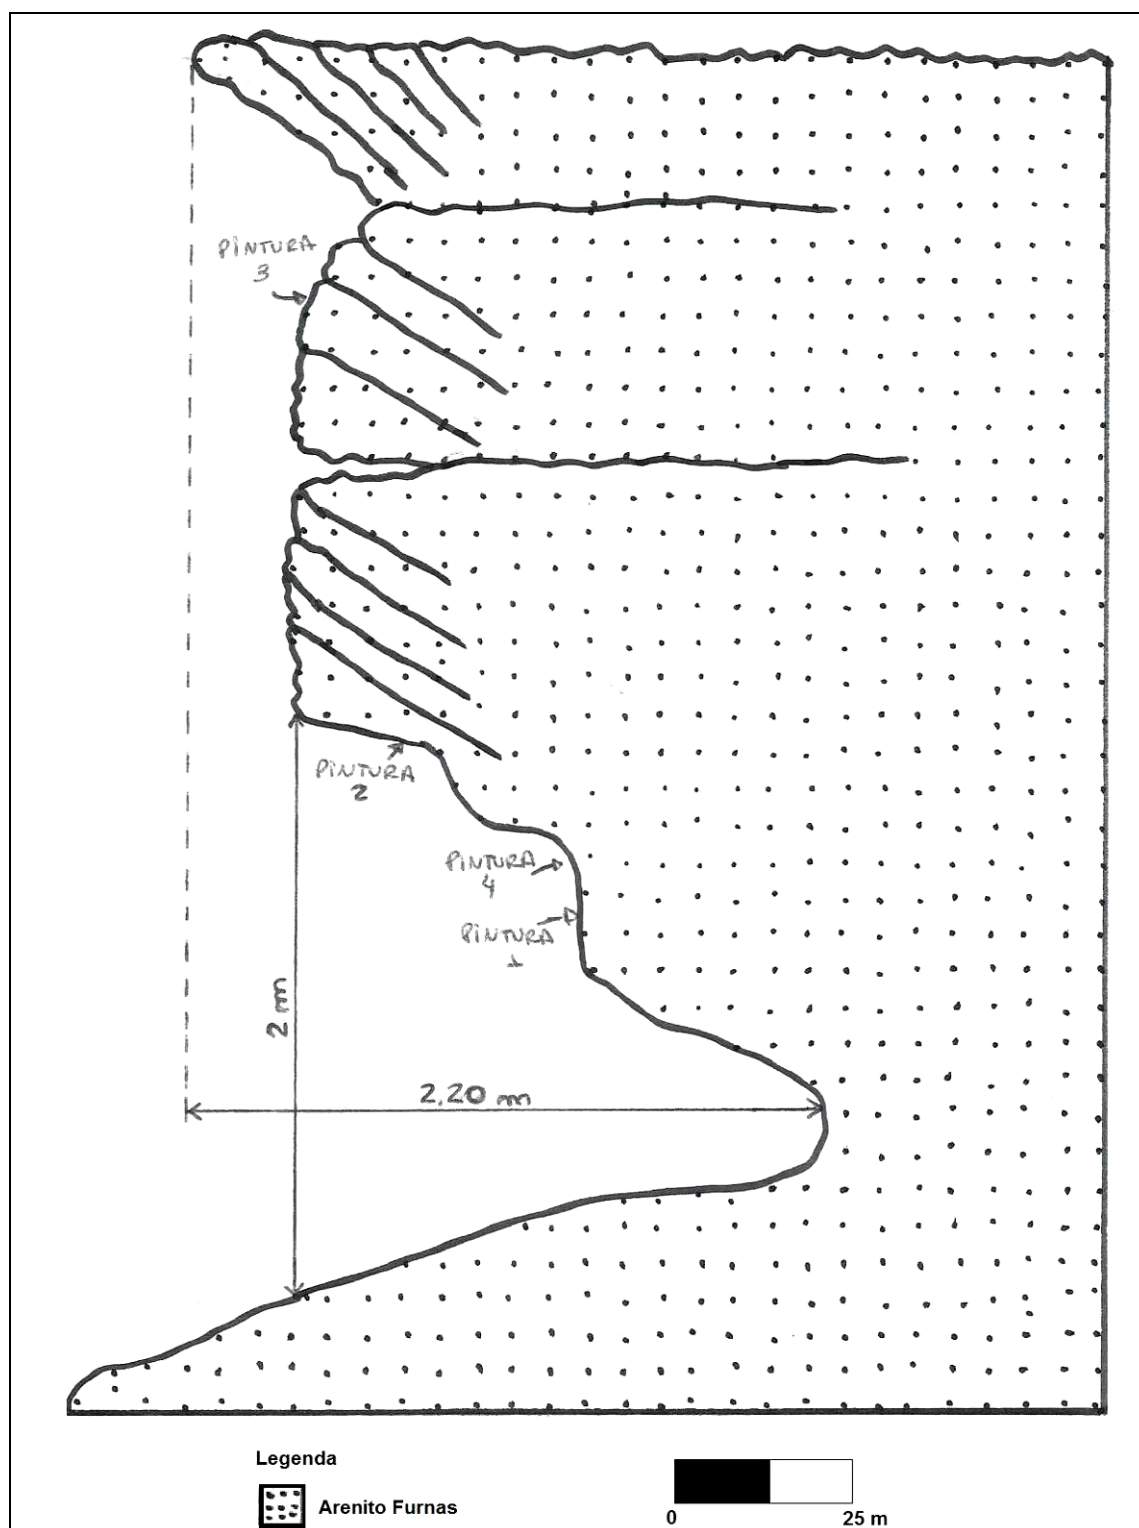 PiNTURA
3
PiNTURA
2
PiNTURA
4
PiNTURA
1
2 m
2.20 m
Legenda
Arenito Furnas
0 25 m